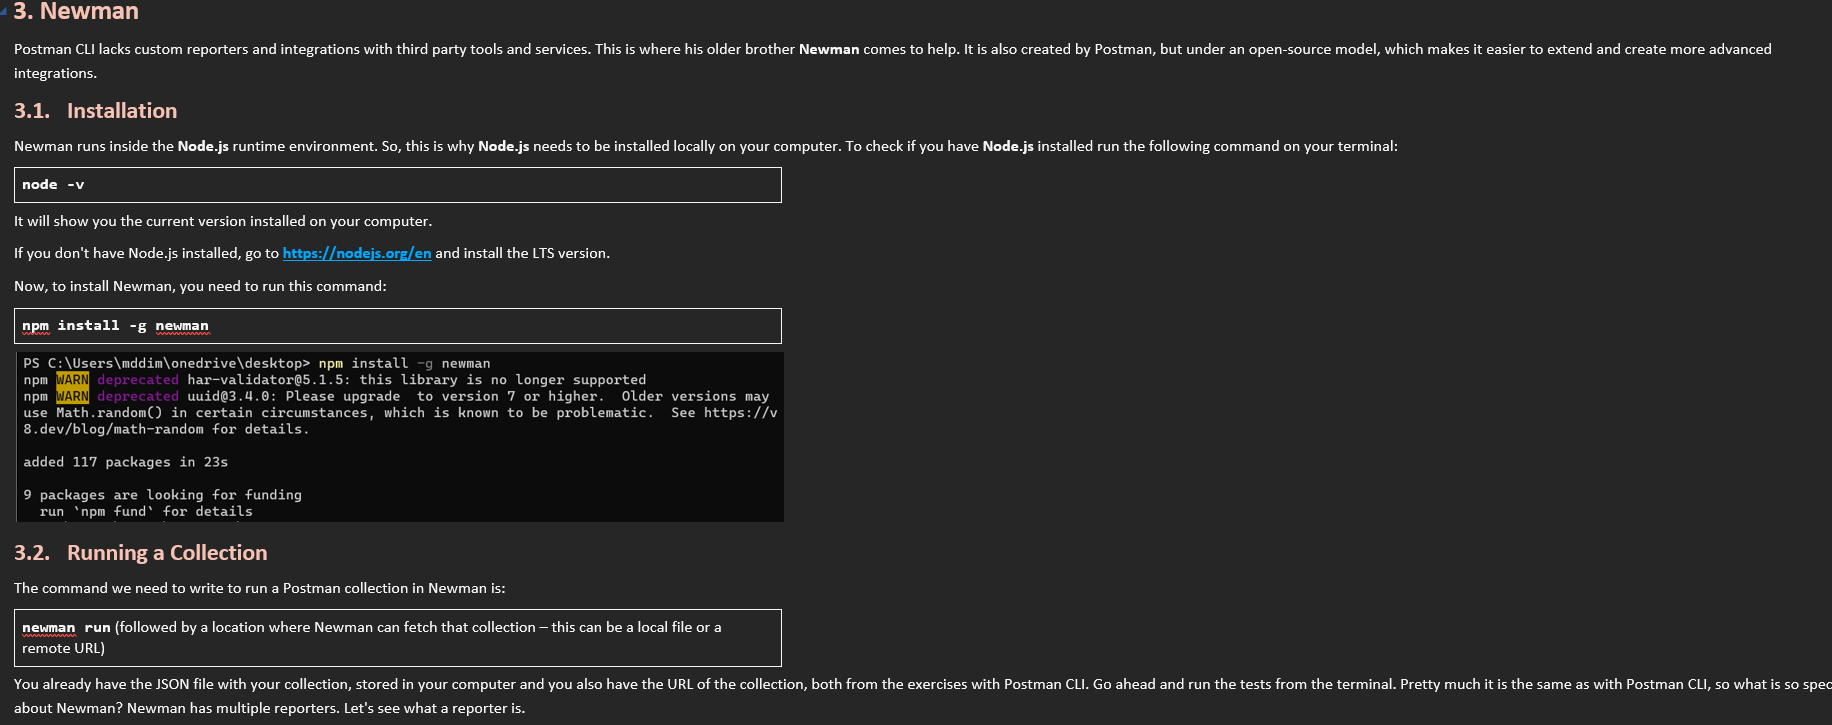 3. Newman
Postman CLI lacks custom reporters and integrations with third party tools and services. This is where his older brother Newman comes to help. It is also created by Postman, but under an open-source model, which makes it easier to extend and create more advanced
integrations.
3.1. Installation
Newman runs inside the Node.js runtime environment. So, this is why Node.js needs to be installed locally on your computer. To check if you have Node.js installed run the following command on your terminal:
node -v
It will show you the current version installed on your computer.
If you don't have Node.js installed, go to https://nodejs.org/en and install the LTS version.
Now, to install Newman, you need to run this command:
npm install -g newman
PS C:\Users\mddim\onedrive\desktop> npm install -g newman
npm WARN deprecated har-validator@5.1.5: this library is no longer supported
npm WARN deprecated uuid@3.4.0: Please upgrade  to version 7 or higher.  Older versions may
use Math.random() in certain circumstances, which is known to be problematic.  See https://v
8.dev/blog/math-random for details.
added 117 packages in 23s
9 packages are looking for funding
run `npm fund` for details
3.2. Running a Collection
The command we need to write to run a Postman collection in Newman is:
newman run (followed by a location where Newman can fetch that collection – this can be a local file or a
remote URL)
You already have the JSON file with your collection, stored in your computer and you also have the URL of the collection, both from the exercises with Postman CLI. Go ahead and run the tests from the terminal. Pretty much it is the same as with Postman CLI, so what is so spec
about Newman? Newman has multiple reporters. Let's see what a reporter is.